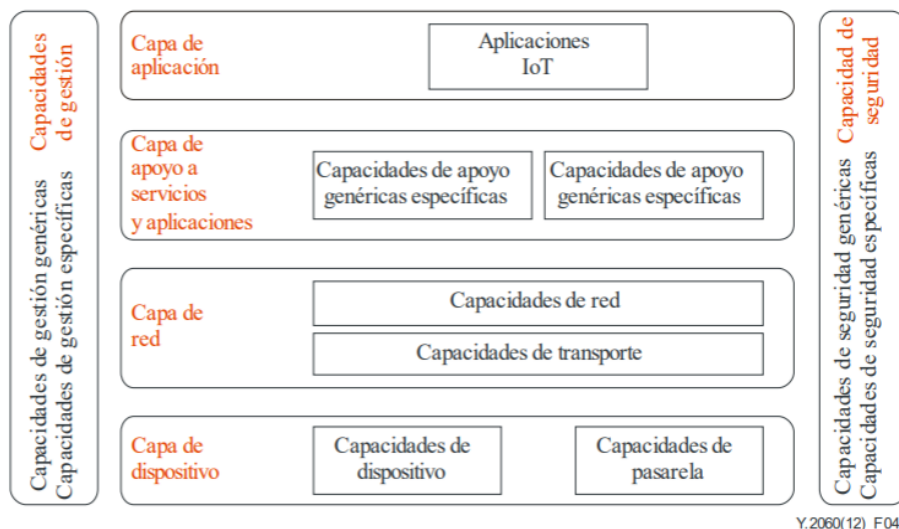 Capacidades
de gestión
Capacidades de gestión genéricas
Capacidades de gestión específicas
Capa de
aplicación
Aplicaciones
IoT
Capa de
apoyo a
servicios
y aplicaciones
Capacidades de apoyo
genéricas específicas
Capacidades de apoyo
genéricas específicas
Capa de
red
Capacidades de red
Capacidades de transporte
Capa de
dispositivo
Capacidades de
dispositivo
Capacidades de
pasarela
Capacidad de
seguridad
Capacidades de seguridad genéricas
Capacidades de seguridad específicas
Y.2060(12)_F04